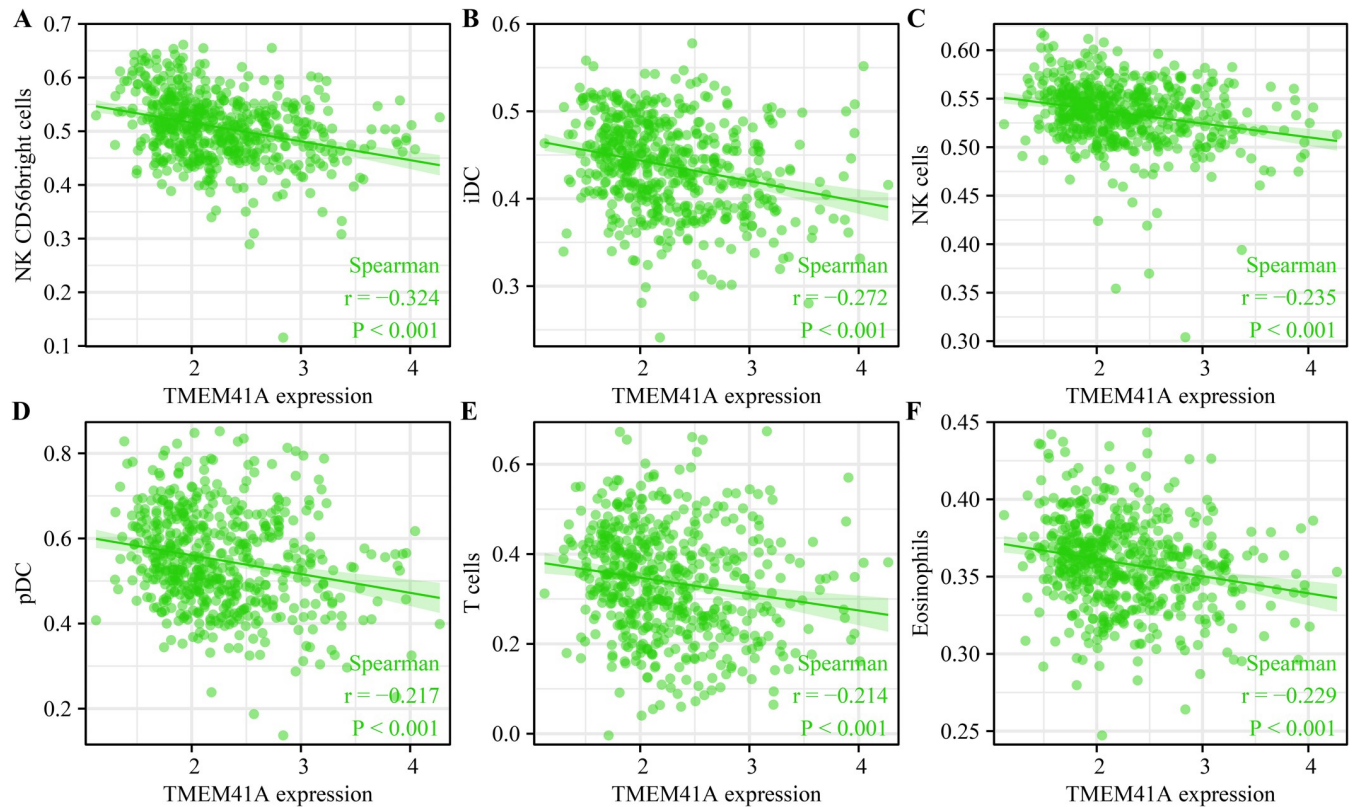 A
NK CD56bright cells
0.7
0.6
0.5
0.4
0.3
0.2
0.1
Spearman
r = −0.324
P < 0.001
2
3
4
TMEM41A expression
B
iDC
0.6
0.5
0.4
0.3
Spearman
r = −0.272
P < 0.001
2
3
4
TMEM41A expression
C
NK cells
0.60
0.55
0.50
0.45
0.50
0.35
0.30
Spearman
r = −0.235
P < 0.001
2
3
4
TMEM41A expression
D
pDC
0.8
0.6
0.4
0.2
Spearman
r = −0.217
P < 0.001
2
3
4
TMEM41A expression
E
T cells
0.6
0.4
0.2
0.0
Spearman
r = −0.214
P < 0.001
2
3
4
TMEM41A expression
F
Eosinophils
0.45
0.40
0.35
0.30
0.25
Spearman
r = −0.229
P < 0.001
2
3
4
TMEM41A expression